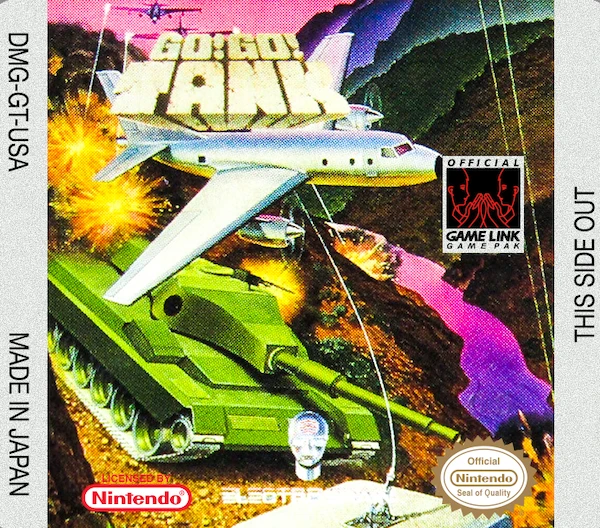 DMG-GT-USA
MADE IN JAPAN
GO! GO!
TANK
OFFICIAL
GAME LINK
GAME PAK
THIS SIDE OUT
LICENSED BY
Nintendo®
Official
Nintendo
Seal of Quality